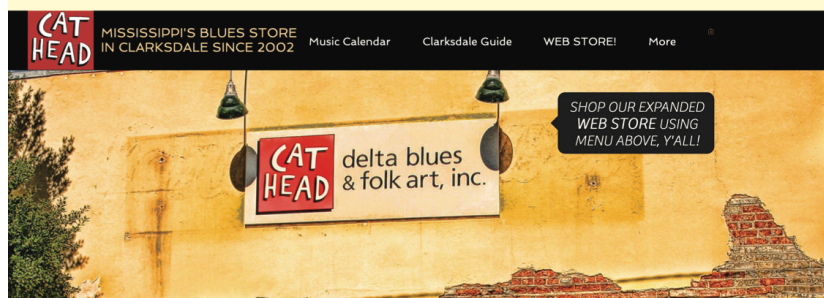 CAT
HEAD
MISSISSIPPI'S BLUES STORE
IN CLARKSDALE SINCE 2002
Music Calendar
Clarksdale Guide
WEB STORE!
More
SHOP OUR EXPANDED
WEB STORE USING
MENU ABOVE, Y'ALL!
CAT
HEAD
delta blues
& folk art, inc.